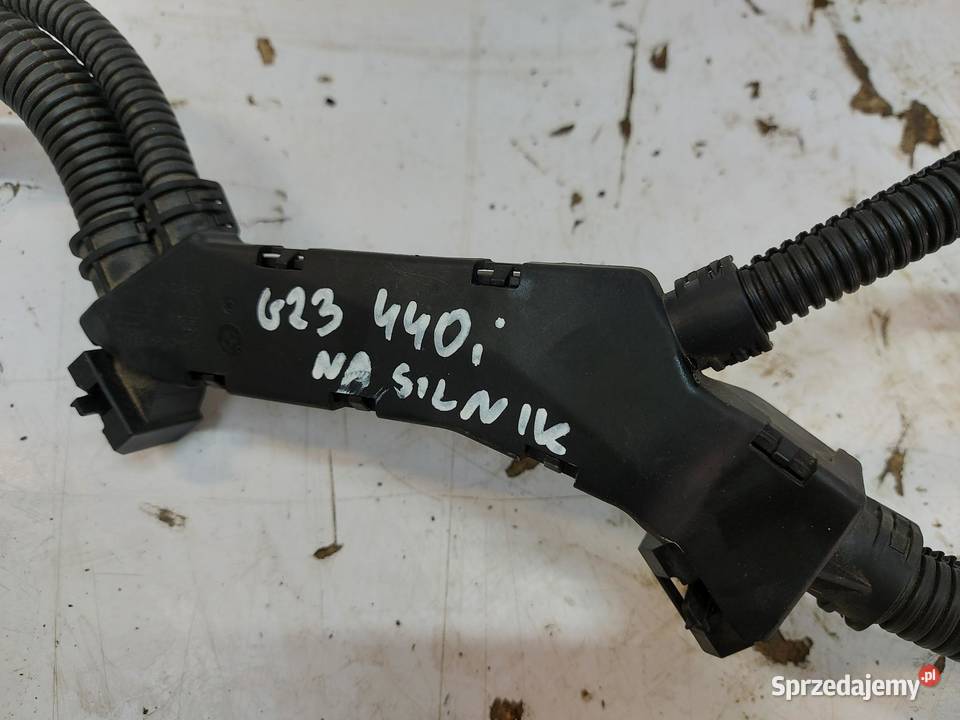 G23 440i
NA SILNIK
Sprzedajemy.pl